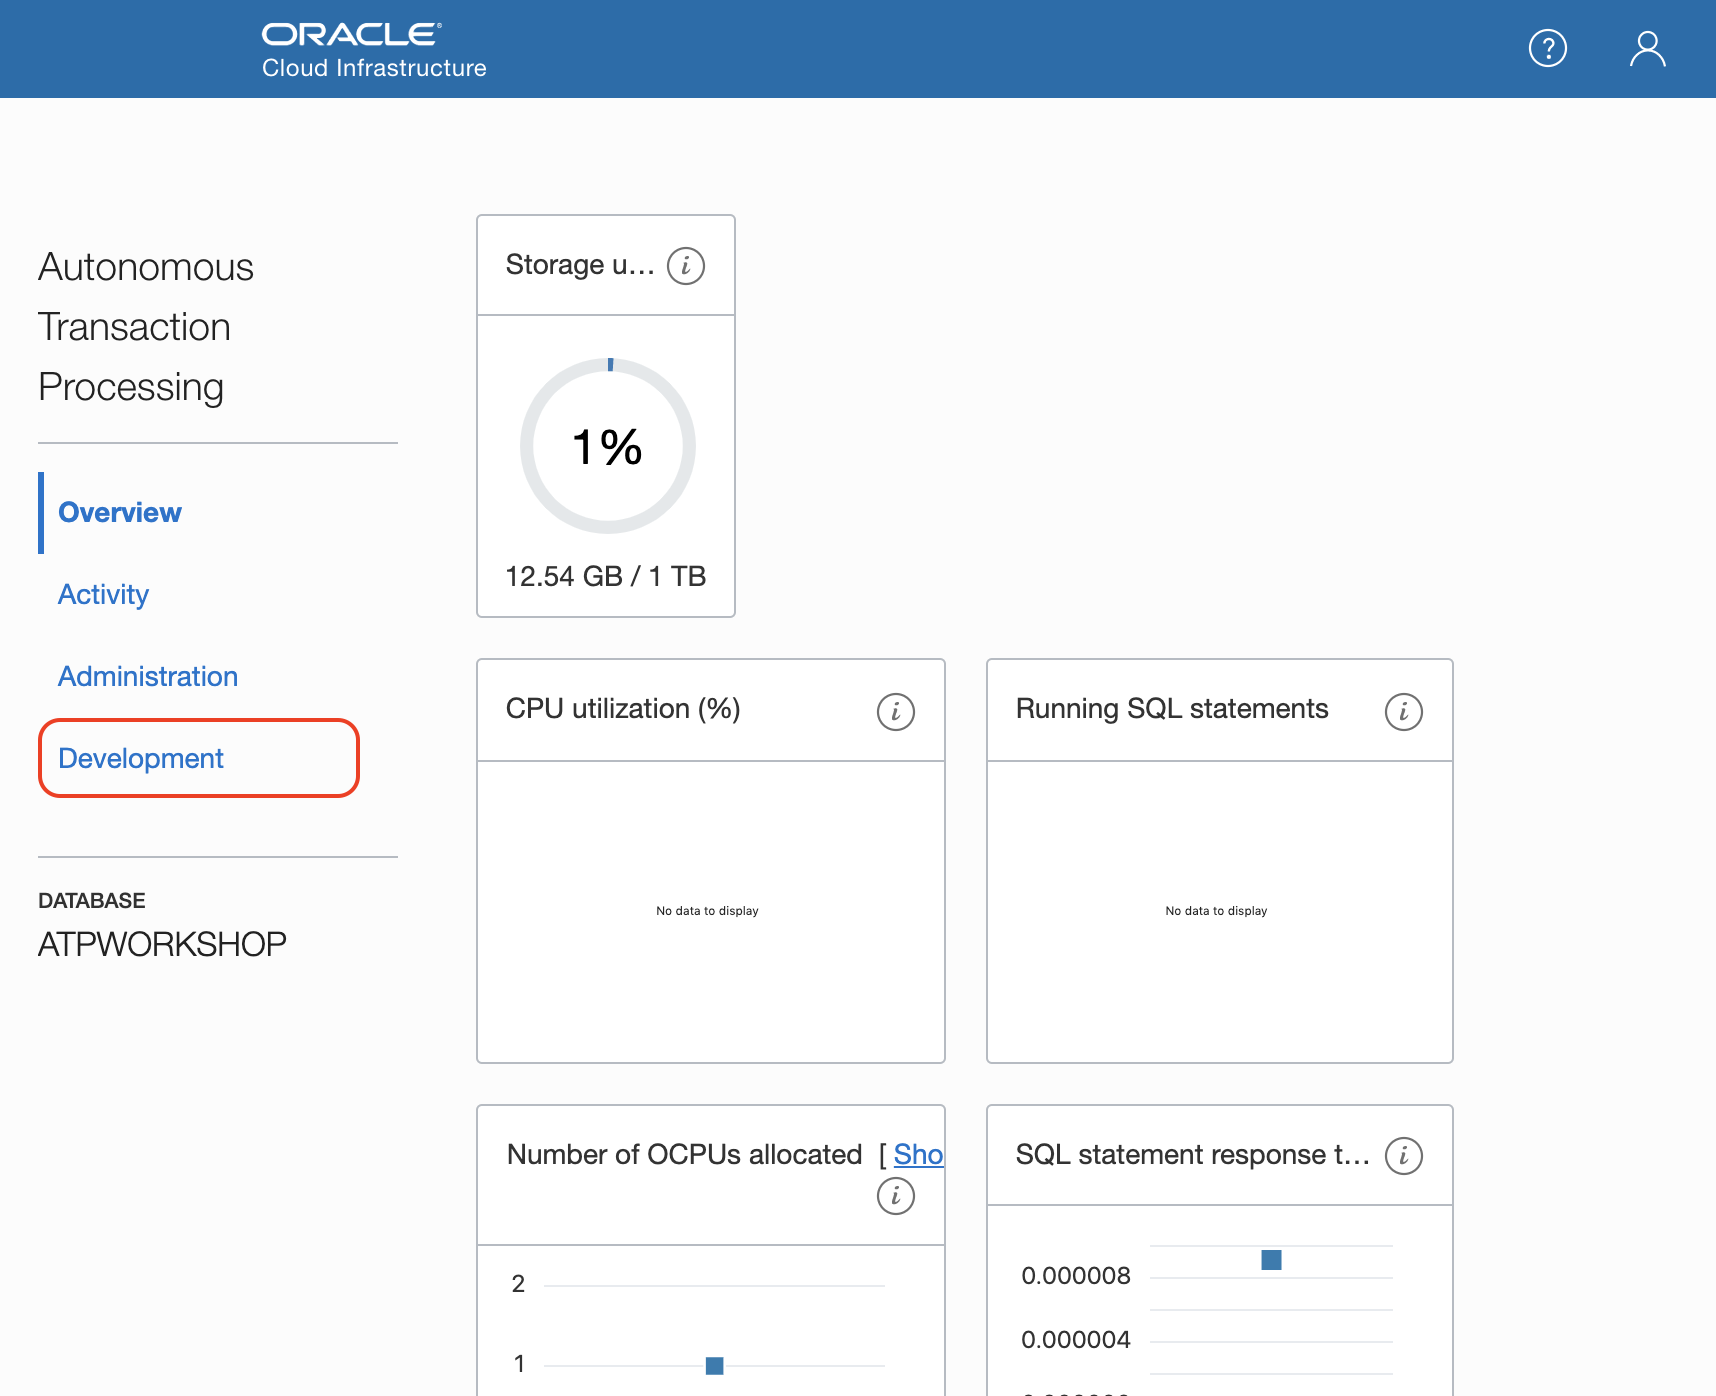 ORACLE
Cloud Infrastructure
?
Autonomous
Transaction
Processing
Overview
Activity
Administration
Development
DATABASE
ATPWORKSHOP
Storage u... i
1%
12.54 GB / 1 TB
CPU utilization (%) i
No data to display
Running SQL statements i
No data to display
Number of OCPUs allocated [ Sho
i
2
1
SQL statement response t... i
0.000008
0.000004